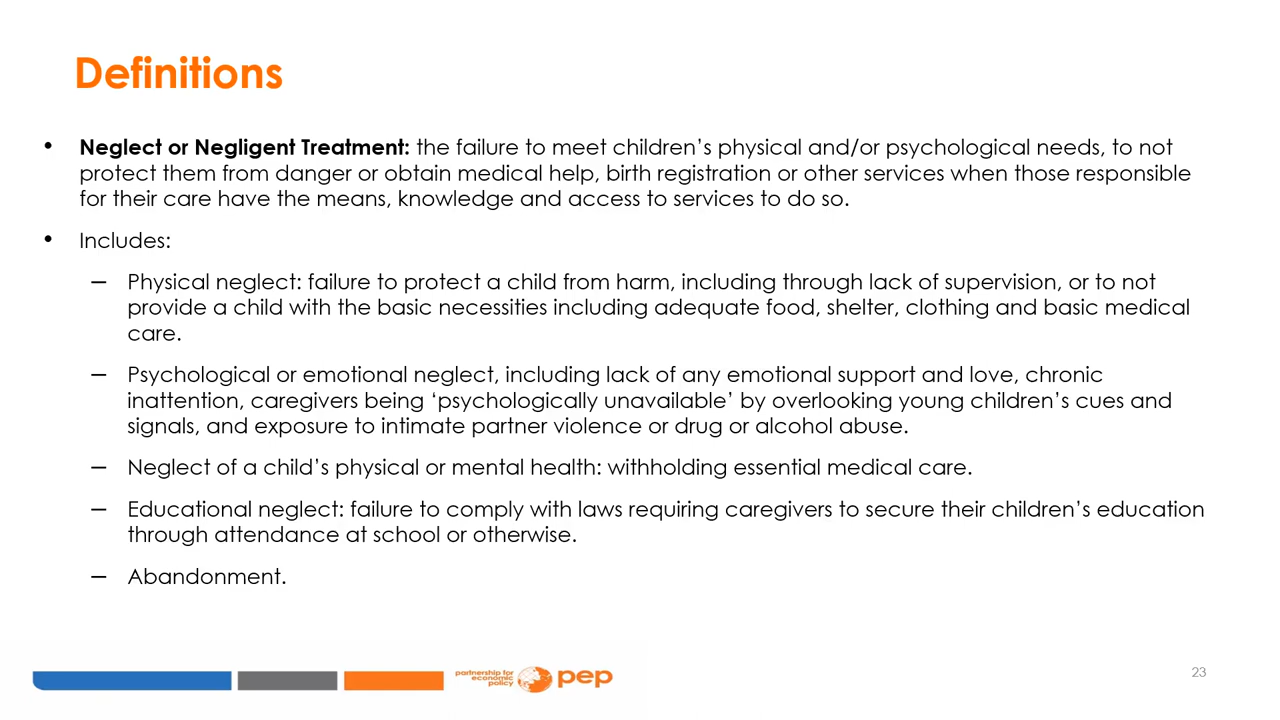 Definitions
• Neglect or Negligent Treatment: the failure to meet children’s physical and/or psychological needs, to not
protect them from danger or obtain medical help, birth registration or other services when those responsible
for their care have the means, knowledge and access to services to do so.
• Includes:
– Physical neglect: failure to protect a child from harm, including through lack of supervision, or to not
provide a child with the basic necessities including adequate food, shelter, clothing and basic medical
care.
– Psychological or emotional neglect, including lack of any emotional support and love, chronic
inattention, caregivers being ‘psychologically unavailable’ by overlooking young children’s cues and
signals, and exposure to intimate partner violence or drug or alcohol abuse.
– Neglect of a child’s physical or mental health: withholding essential medical care.
– Educational neglect: failure to comply with laws requiring caregivers to secure their children’s education
through attendance at school or otherwise.
– Abandonment.
partnership for
economic
policy
pep
23